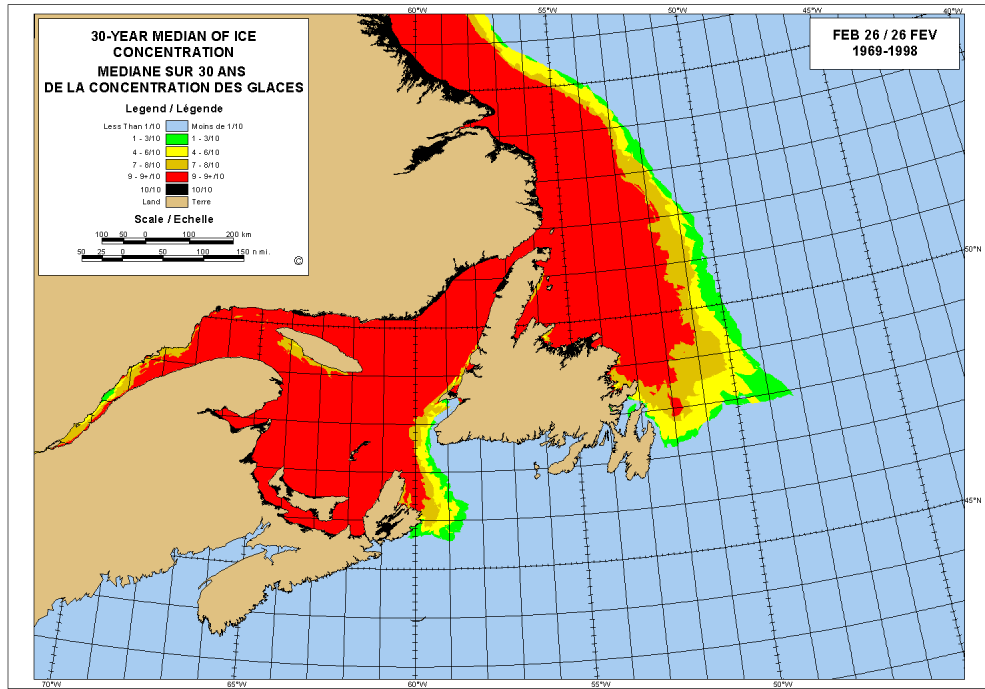 60°W
55°W
50°W
45°W
40°W
30-YEAR MEDIAN OF ICE
CONCENTRATION
MEDIANE SUR 30 ANS
DE LA CONCENTRATION DES GLACES
Legend / Légende
Less Than 1/10 Moins de 1/10
1 - 3/10 1 - 3/10
4 - 6/10 4 - 6/10
7 - 8/10 7 - 8/10
9 - 9+/10 9 - 9+/10
10/10 10/10
Land Terre
Scale / Echelle
100 50 0 100 200 km
50 25 0 50 100 150 n mi.
©
FEB 26 / 26 FEV
1969-1998
50°N
45°N
70°W
65°W
60°W
55°W
50°W